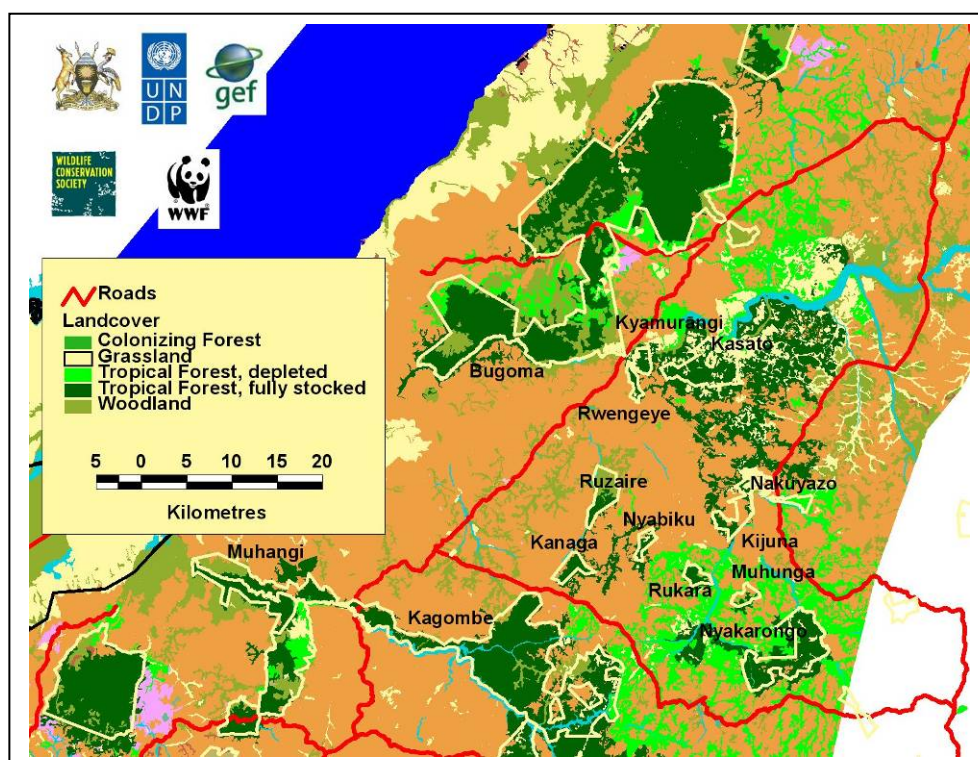 U N
D P
gef
WILDLIFE
CONSERVATION
SOCIETY
WWF
Roads
Landcover
Colonizing Forest
Grassland
Tropical Forest, depleted
Tropical Forest, fully stocked
Woodland
5 0 5 10 15 20
Kilometres
Kyamurangi
Kasato
Bugoma
Rwengeye
Ruzaire
Nakuyazo
Nyabiku
Kanaga
Kijuna
Muhangi
Muhunga
Rukara
Kagombe
Nyakarongo